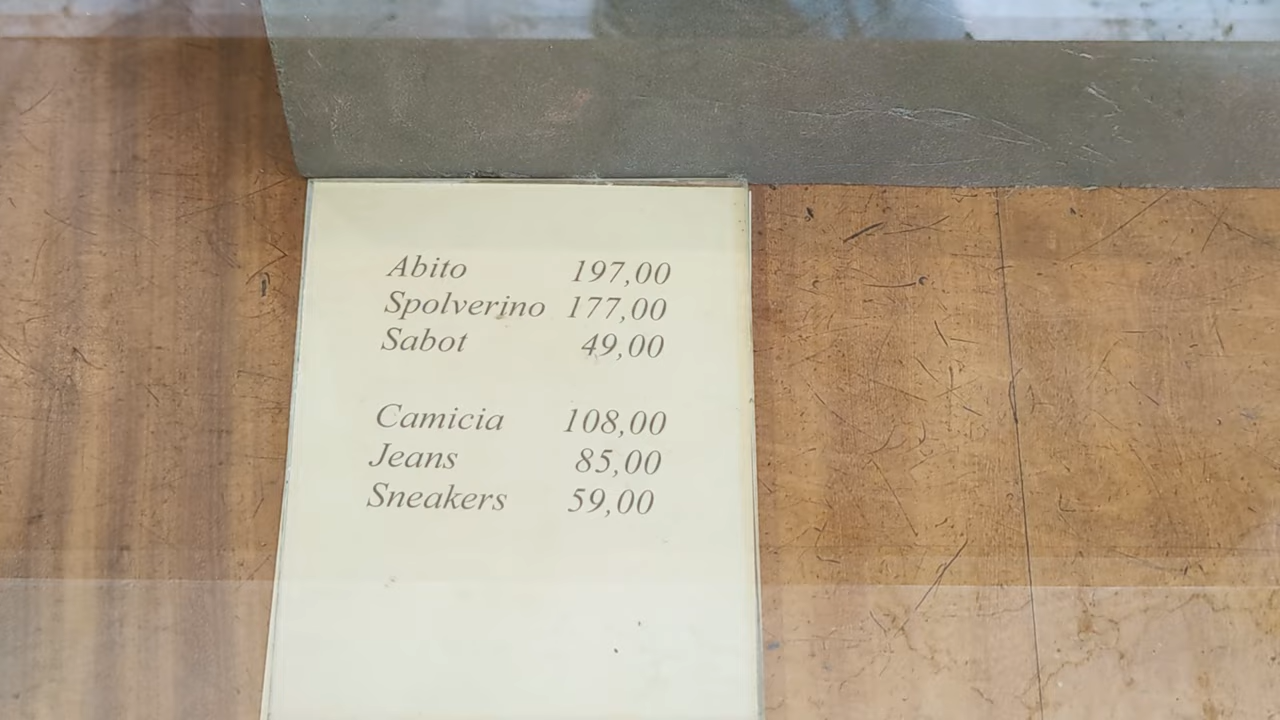 Abito 197,00
Spolverino 177,00
Sabot 49,00
Camicia 108,00
Jeans 85,00
Sneakers 59,00